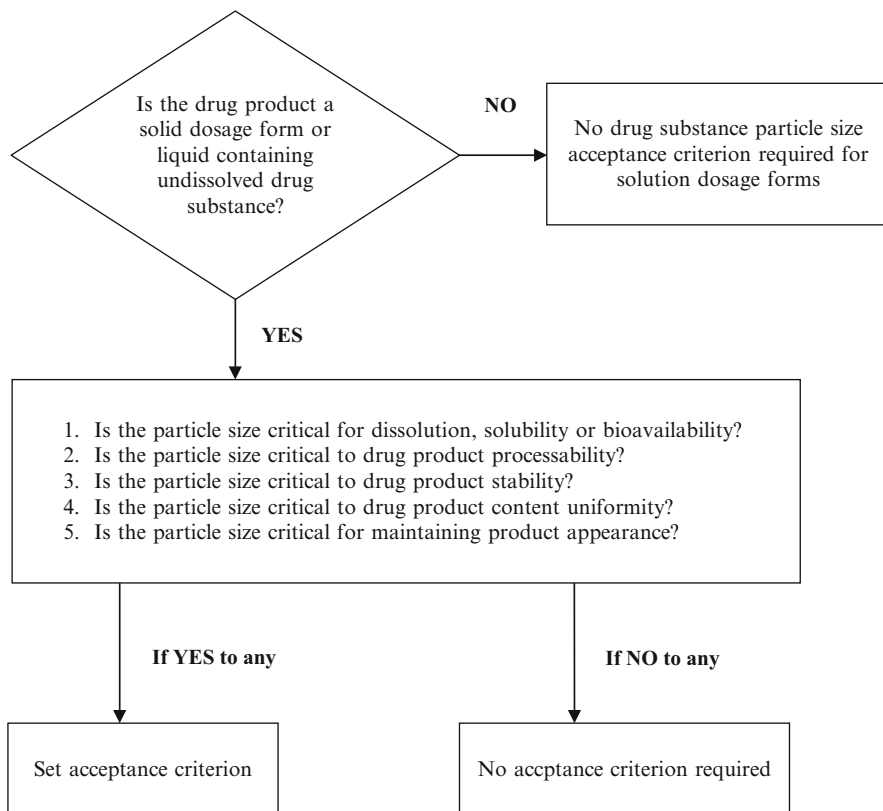 Is the drug product a
solid dosage form or
liquid containing
undissolved drug
substance?
NO
No drug substance particle size
acceptance criterion required for
solution dosage forms
YES
1. Is the particle size critical for dissolution, solubility or bioavailability?
2. Is the particle size critical to drug product processability?
3. Is the particle size critical to drug product stability?
4. Is the particle size critical to drug product content uniformity?
5. Is the particle size critical for maintaining product appearance?
If YES to any
If NO to any
Set acceptance criterion
No accptance criterion required